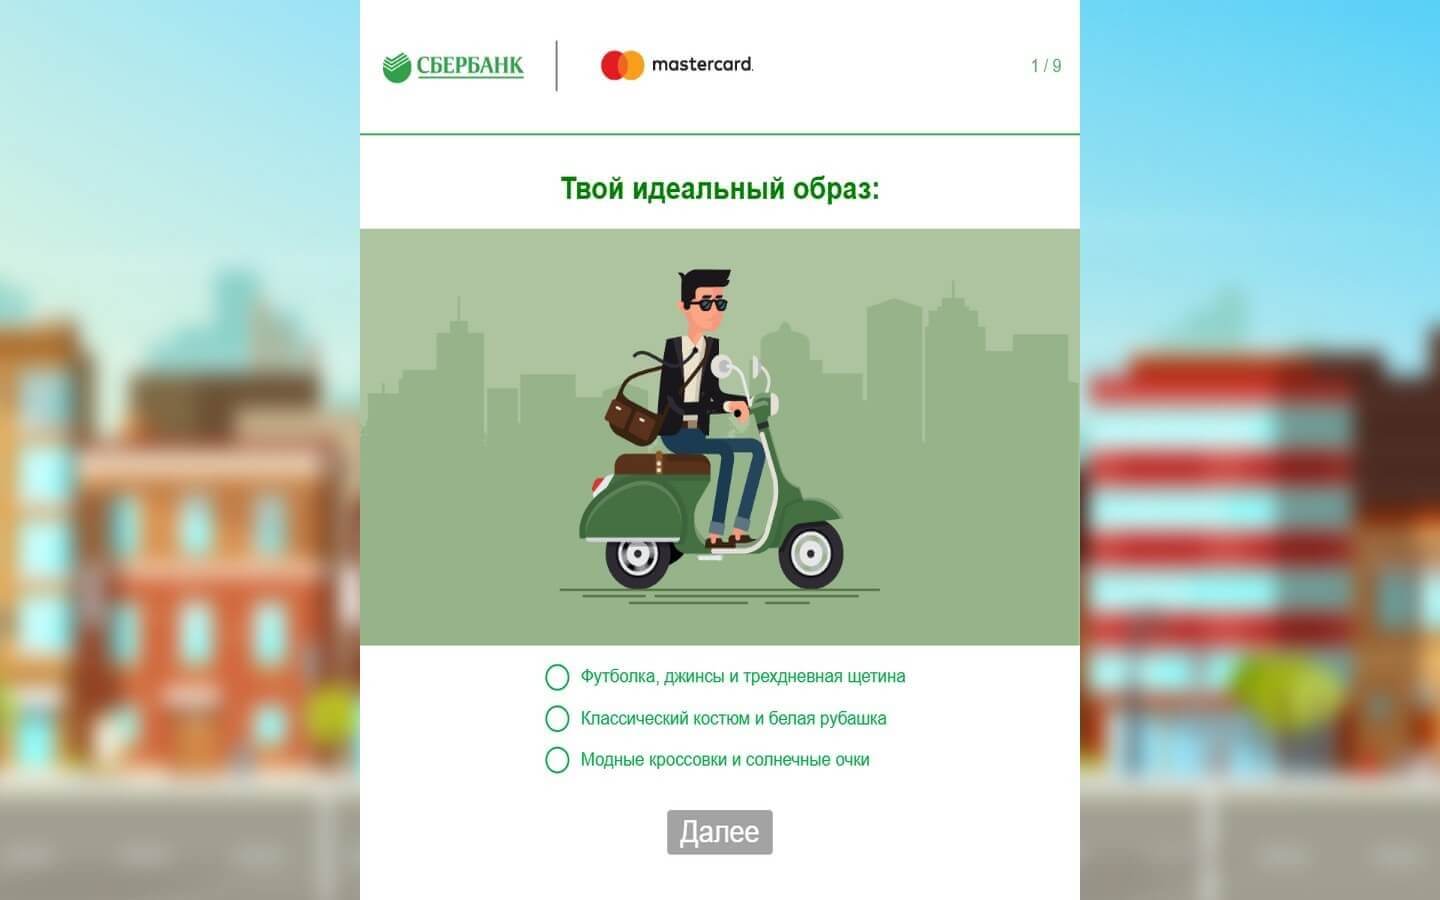 СБЕРБАНК
mastercard.
1 / 9
Твой идеальный образ:
Футболка, джинсы и трехдневная щетина
Классический костюм и белая рубашка
Модные кроссовки и солнечные очки
Далее